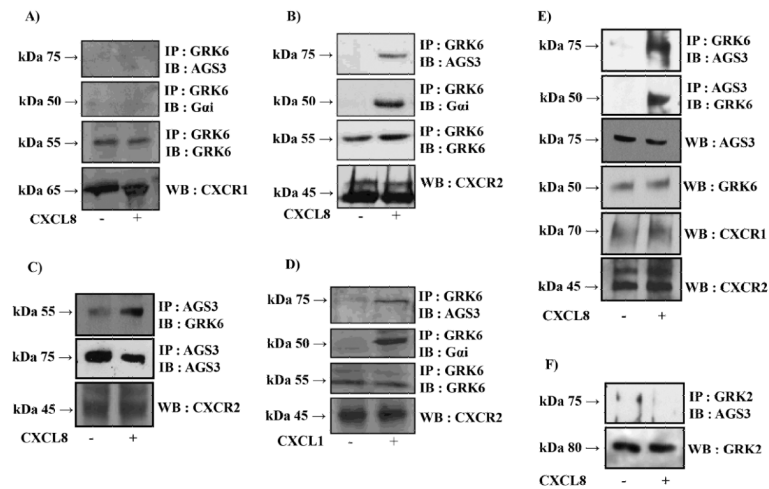 A)
kDa 75 → IP : GRK6
IB : AGS3
kDa 50 → IP : GRK6
IB : Gαi
kDa 55 → IP : GRK6
IB : GRK6
kDa 65 → WB : CXCR1
CXCL8 - +
B)
kDa 75 → IP : GRK6
IB : AGS3
kDa 50 → IP : GRK6
IB : Gαi
kDa 55 → IP : GRK6
IB : GRK6
kDa 45 → WB : CXCR2
CXCL8 - +
C)
kDa 55 → IP : AGS3
IB : GRK6
kDa 75 → IP : AGS3
IB : AGS3
kDa 45 → WB : CXCR2
CXCL8 - +
D)
kDa 75 → IP : GRK6
IB : AGS3
kDa 50 → IP : GRK6
IB : Gαi
kDa 55 → IP : GRK6
IB : GRK6
kDa 45 → WB : CXCR2
CXCL1 - +
E)
kDa 75 → IP : GRK6
IB : AGS3
kDa 50 → IP : AGS3
IB : GRK6
kDa 75 → WB : AGS3
kDa 50 → WB : GRK6
kDa 70 → WB : CXCR1
kDa 45 → WB : CXCR2
CXCL8 - +
F)
kDa 75 → IP : GRK2
IB : AGS3
kDa 80 → WB : GRK2
CXCL8 - +